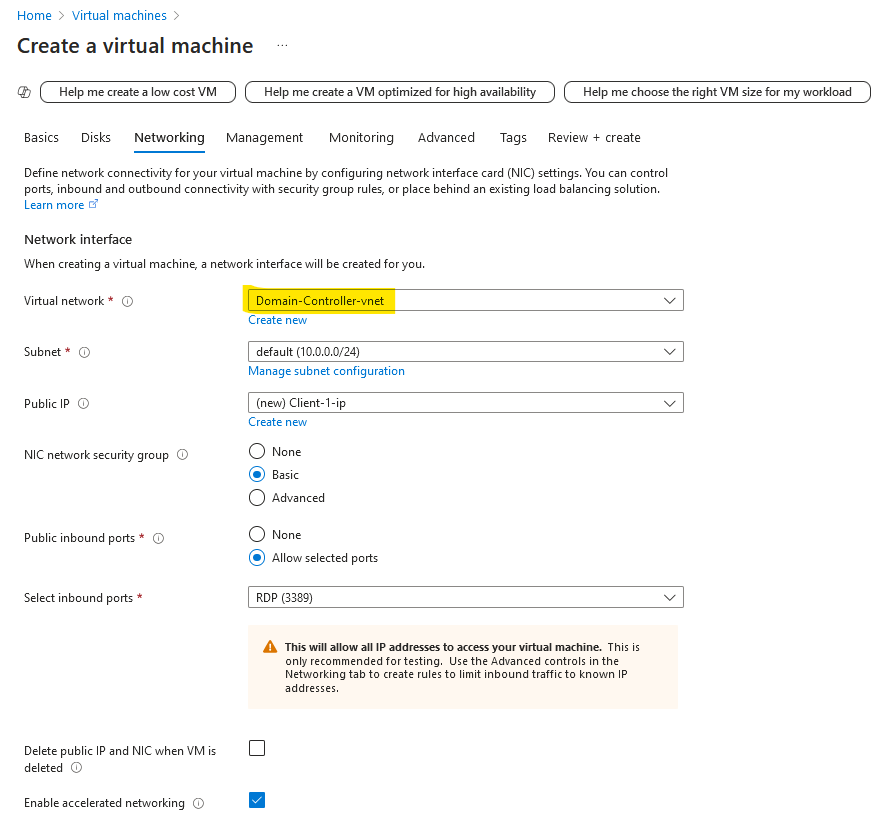 Home > Virtual machines >
Create a virtual machine ...
Help me create a low cost VM Help me create a VM optimized for high availability Help me choose the right VM size for my workload
Basics Disks Networking Management Monitoring Advanced Tags Review + create
Define network connectivity for your virtual machine by configuring network interface card (NIC) settings. You can control
ports, inbound and outbound connectivity with security group rules, or place behind an existing load balancing solution.
Learn more
Network interface
When creating a virtual machine, a network interface will be created for you.
Virtual network * Domain-Controller-vnet
Create new
Subnet * default (10.0.0.0/24)
Manage subnet configuration
Public IP (new) Client-1-ip
Create new
NIC network security group None
Basic
Advanced
Public inbound ports * None
Allow selected ports
Select inbound ports * RDP (3389)
This will allow all IP addresses to access your virtual machine. This is
only recommended for testing. Use the Advanced controls in the
Networking tab to create rules to limit inbound traffic to known IP
addresses.
Delete public IP and NIC when VM is
deleted
Enable accelerated networking